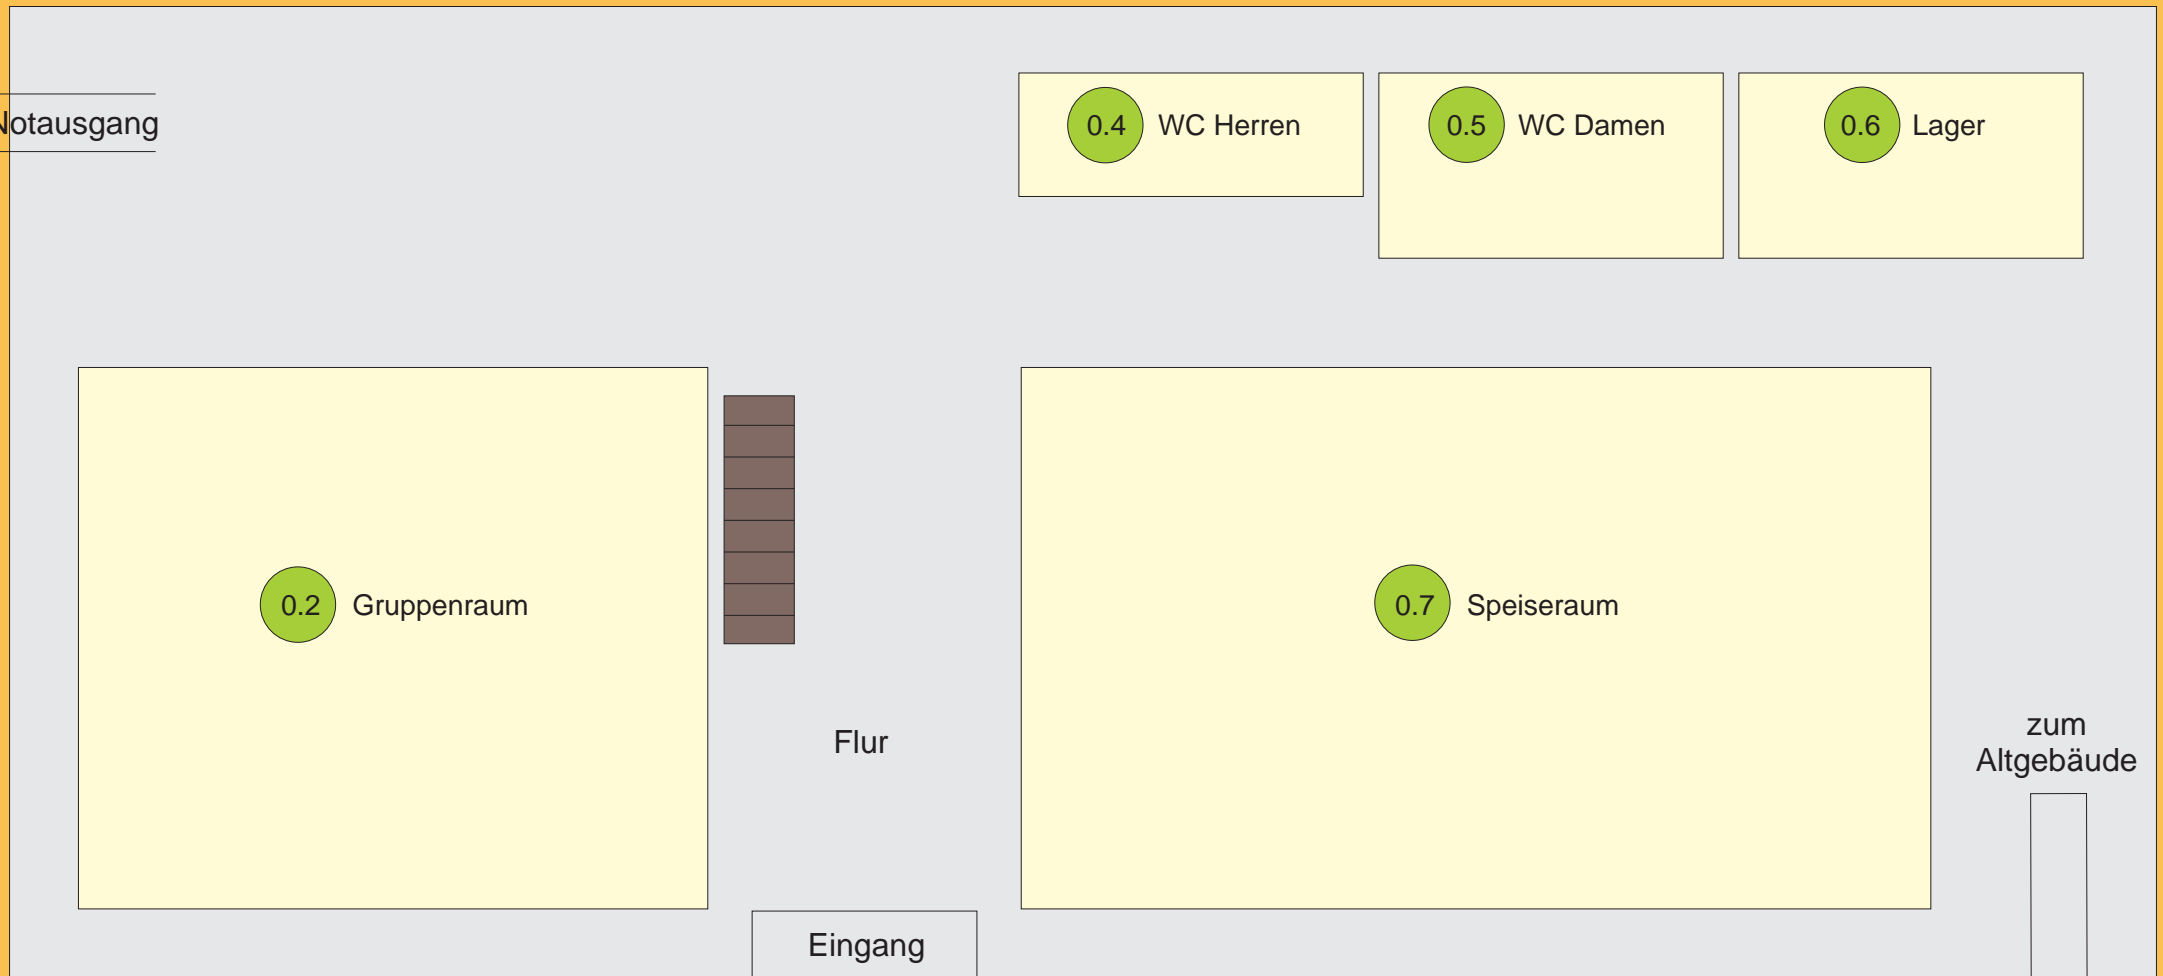 Notausgang
0.4 WC Herren
0.5 WC Damen
0.6 Lager
0.2 Gruppenraum
0.7 Speiseraum
Flur
zum
Altgebäude
Eingang